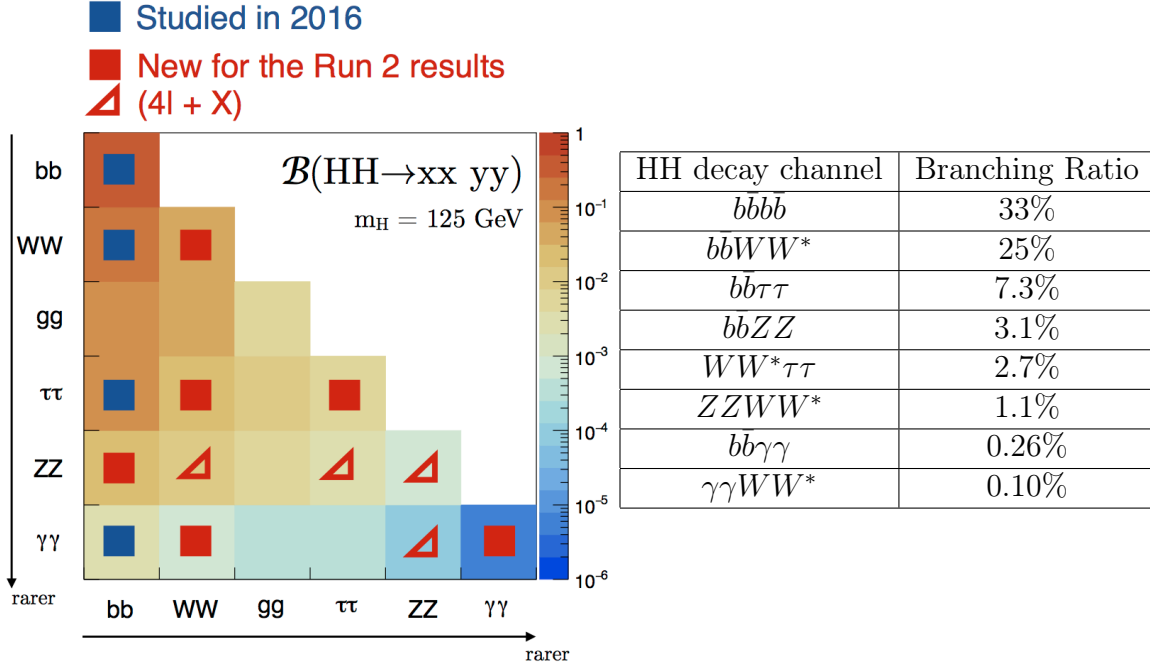 Studied in 2016
New for the Run 2 results
(4l + X)
bb
WW
gg
ττ
ZZ
γγ
rarer
ℬ(HH→xx yy)
m_H = 125 GeV
1
10⁻¹
10⁻²
10⁻³
10⁻⁴
10⁻⁵
10⁻⁶
bb WW gg ττ ZZ γγ
rarer
HH decay channel Branching Ratio
bb̄bb̄ 33%
bb̄WW* 25%
bb̄ττ 7.3%
bb̄ZZ 3.1%
WW*ττ 2.7%
ZZWW* 1.1%
bb̄γγ 0.26%
γγWW* 0.10%